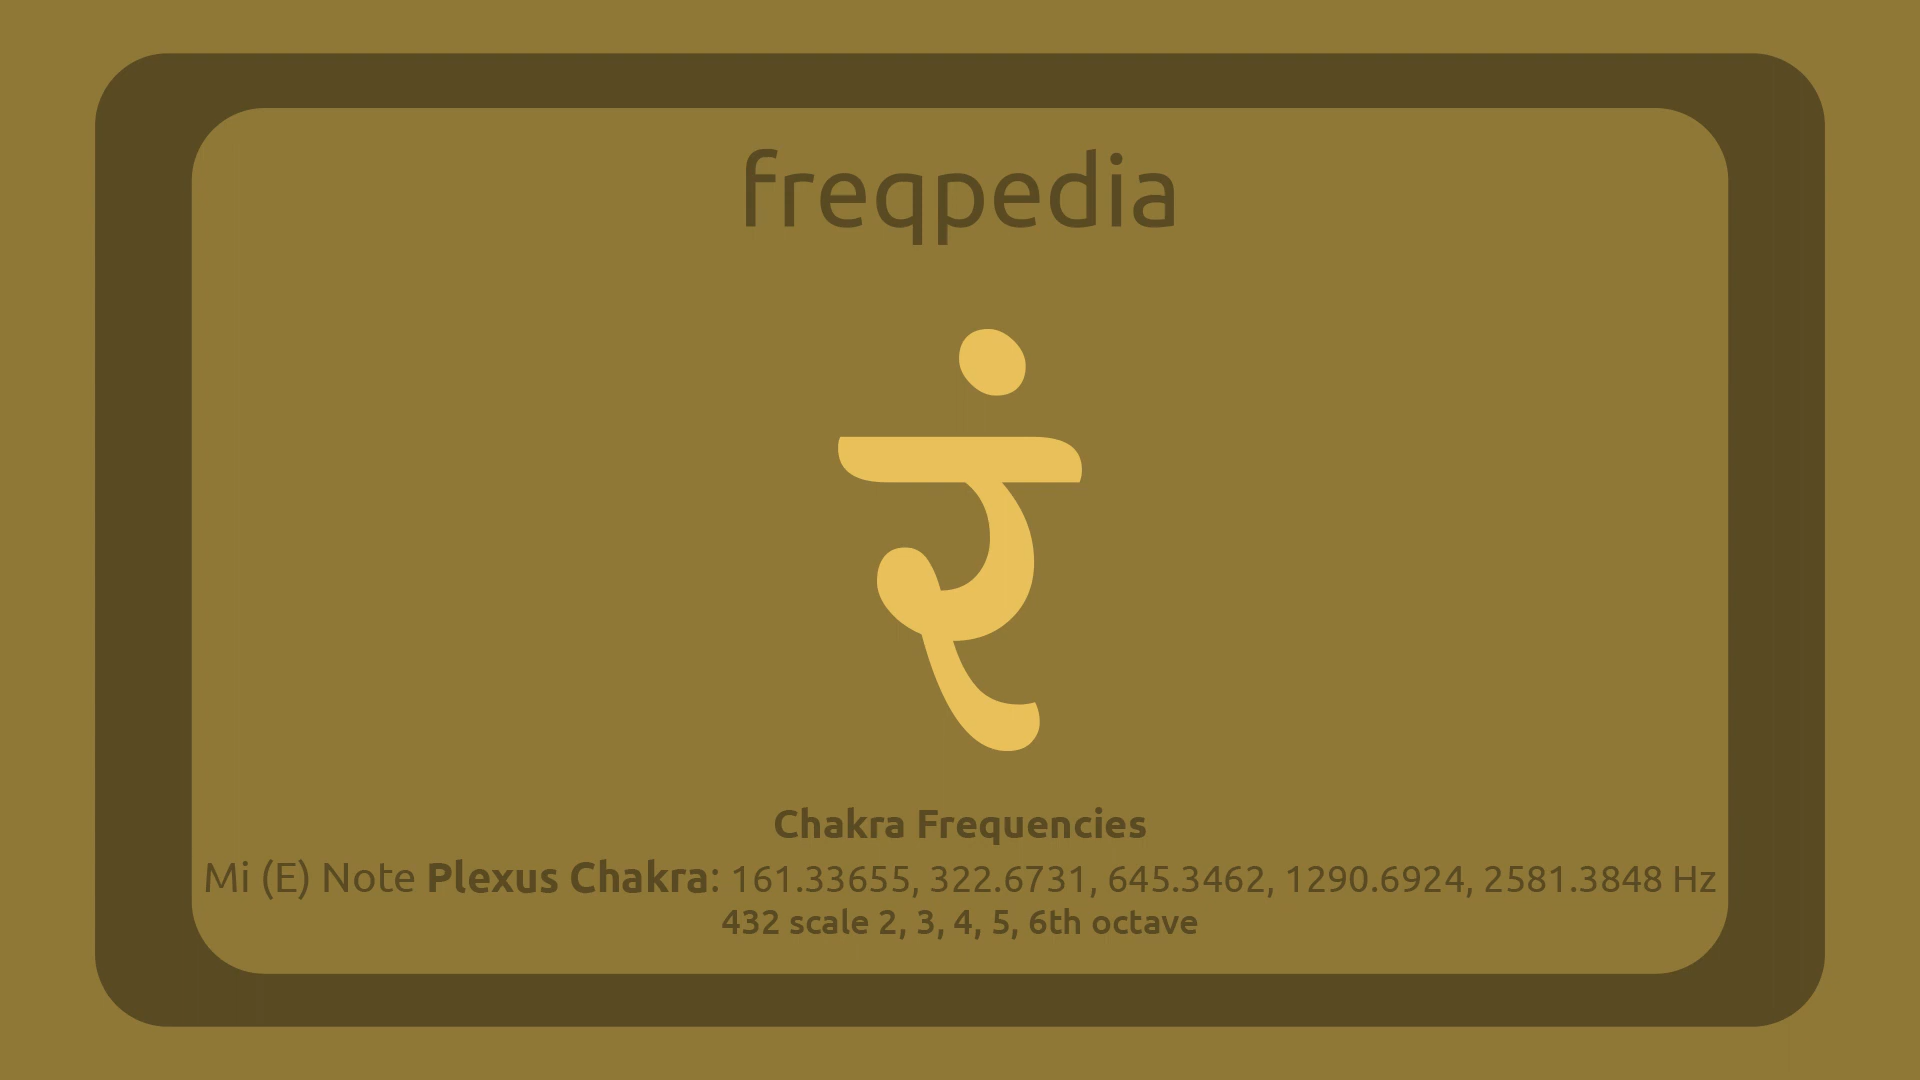 freqpedia
रं
Chakra Frequencies
Mi (E) Note Plexus Chakra: 161.33655, 322.6731, 645.3462, 1290.6924, 2581.3848 Hz
432 scale 2, 3, 4, 5, 6th octave